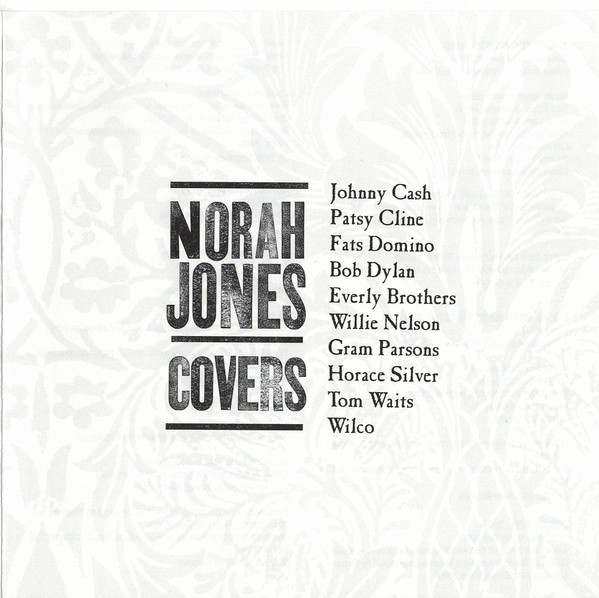 NORAH
JONES
COVERS
Johnny Cash
Patsy Cline
Fats Domino
Bob Dylan
Everly Brothers
Willie Nelson
Gram Parsons
Horace Silver
Tom Waits
Wilco